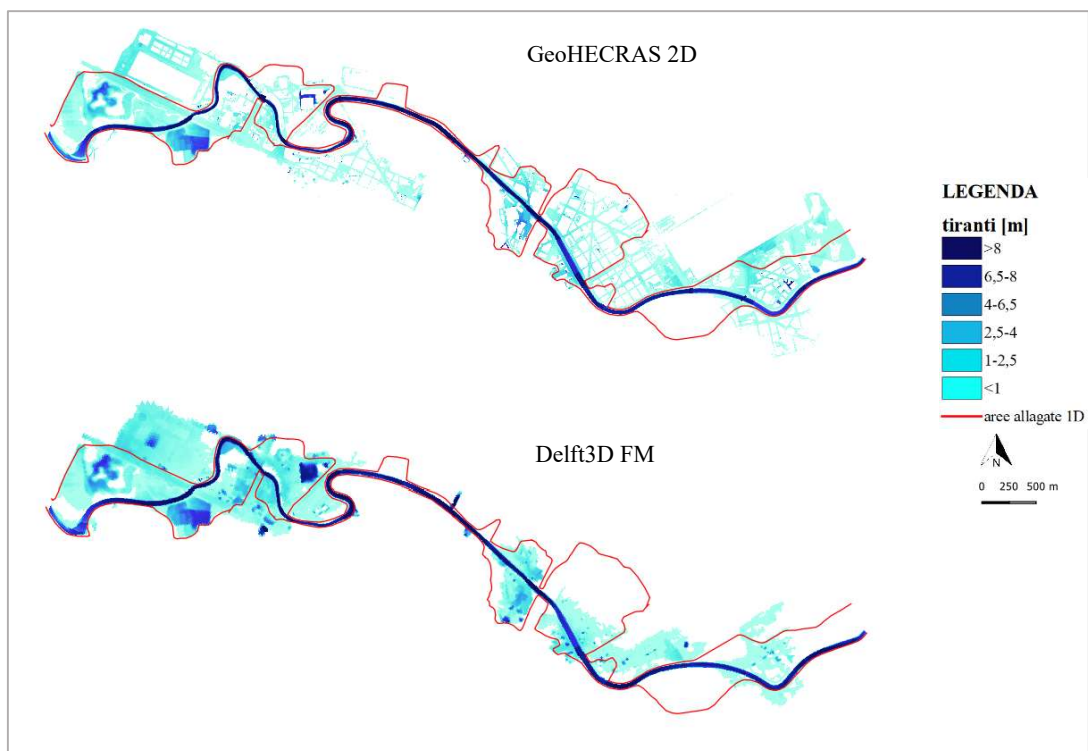 GeoHECRAS 2D
LEGENDA
tiranti [m]
>8
6,5-8
4-6,5
2,5-4
1-2,5
<1
aree allagate 1D
N
0 250 500 m
Delft3D FM